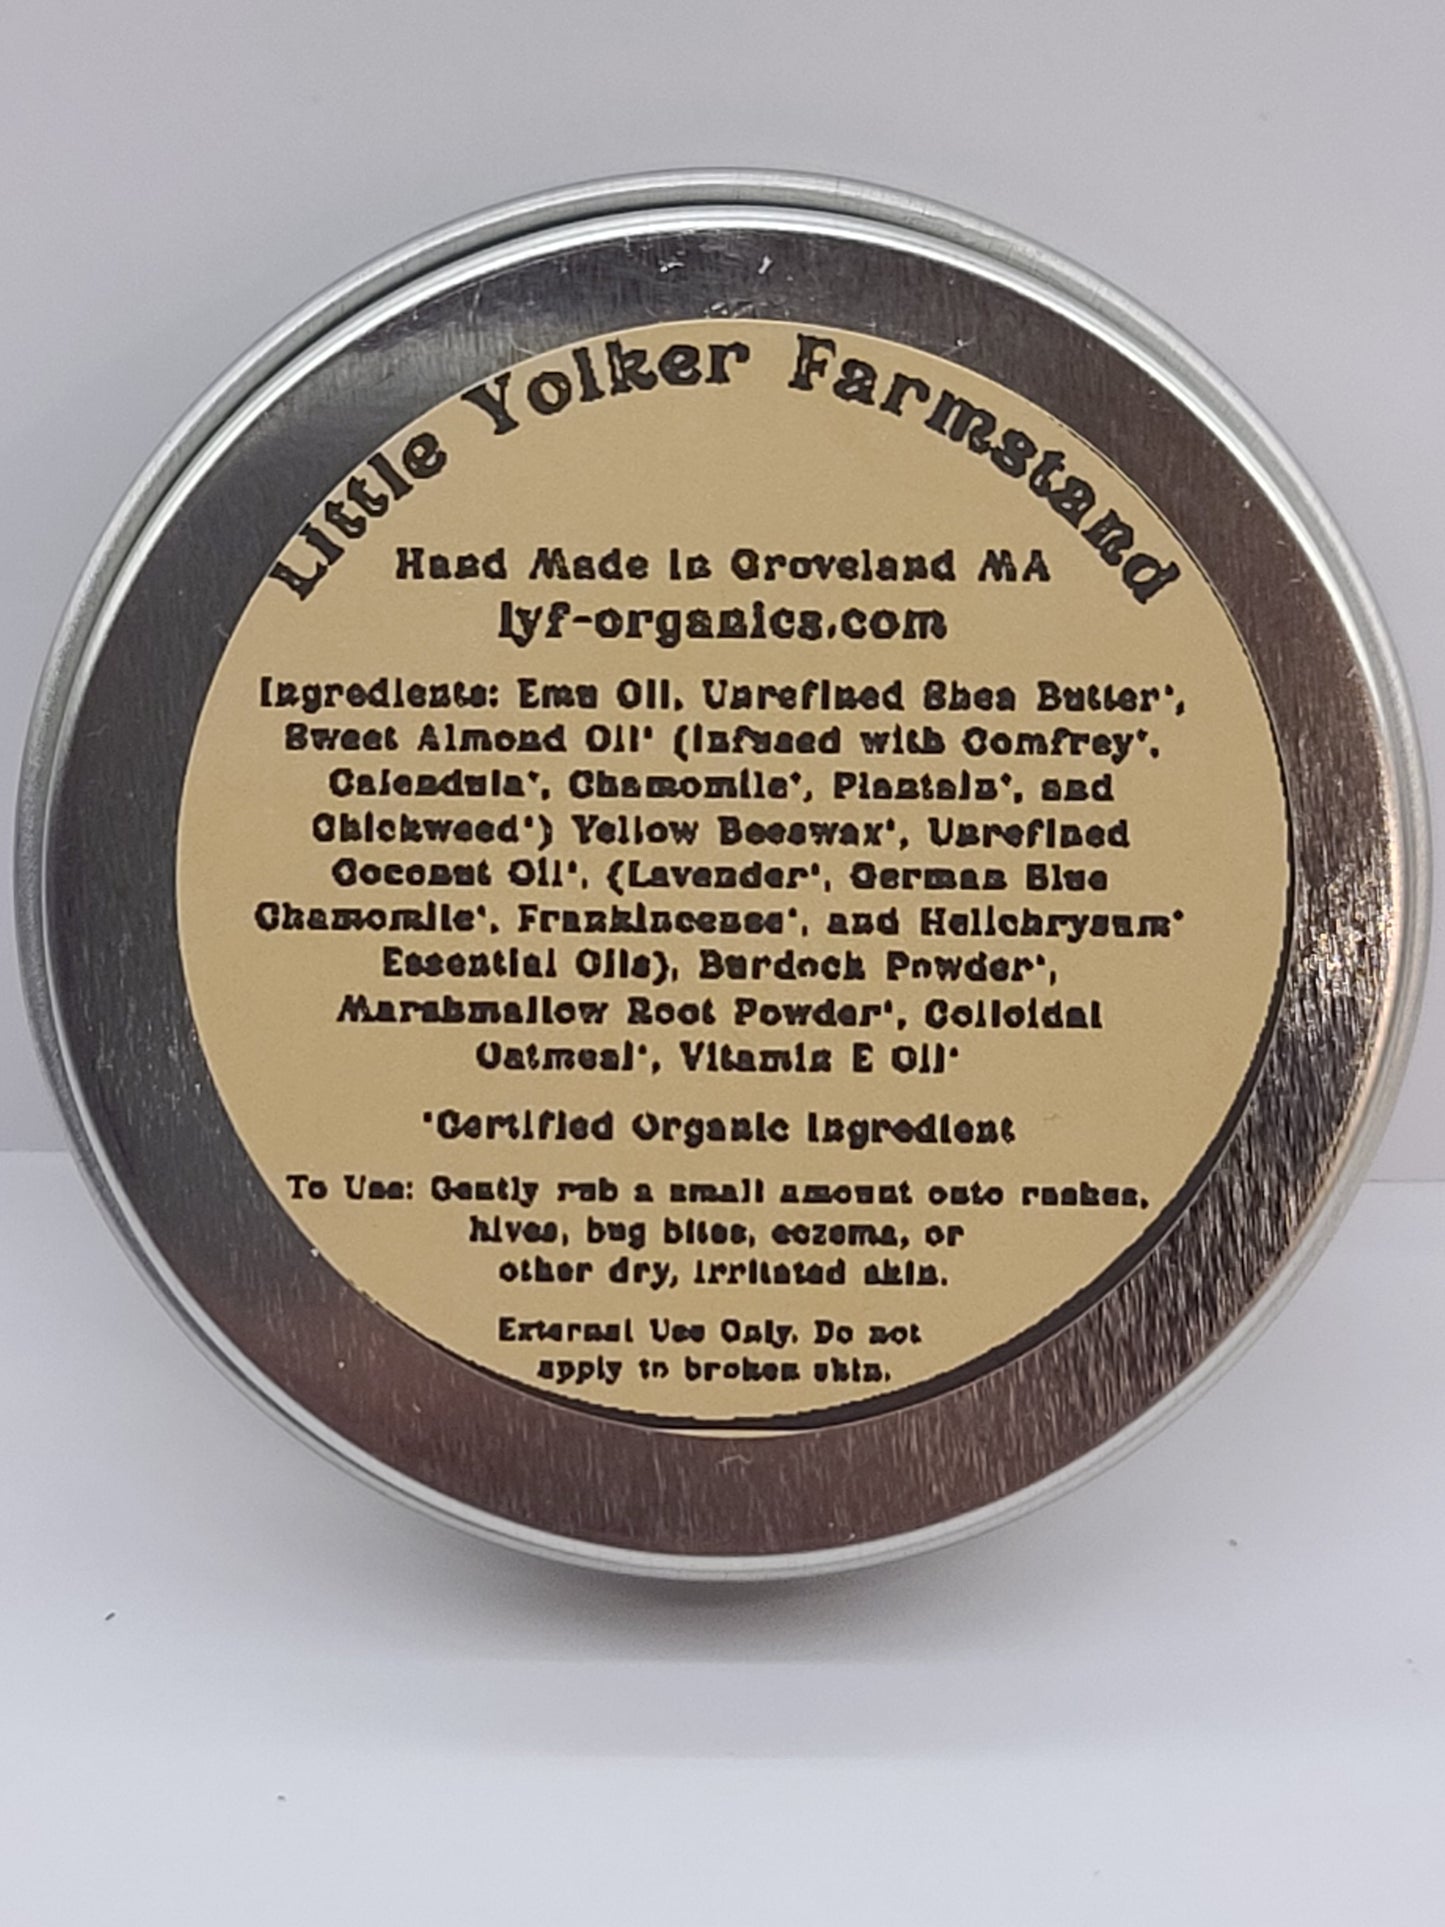 Little Yolker Farmstand
Hand Made in Groveland MA
lyf-organics.com
Ingredients: Emu Oil, Unrefined Shea Butter*,
Sweet Almond Oil* (infused with Comfrey*,
Calendula*, Chamomile*, Plantain*, and
Chickweed*) Yellow Beeswax*, Unrefined
Coconut Oil*, {Lavender*, German Blue
Chamomile*, Frankincense*, and Helichrysum*
Essential Oils}, Burdock Powder*,
Marshmallow Root Powder*, Colloidal
Oatmeal*, Vitamin E Oil*
*Certified Organic Ingredient
To Use: Gently rub a small amount onto rashes,
hives, bug bites, eczema, or
other dry, irritated skin.
External Use Only. Do not
apply to broken skin.